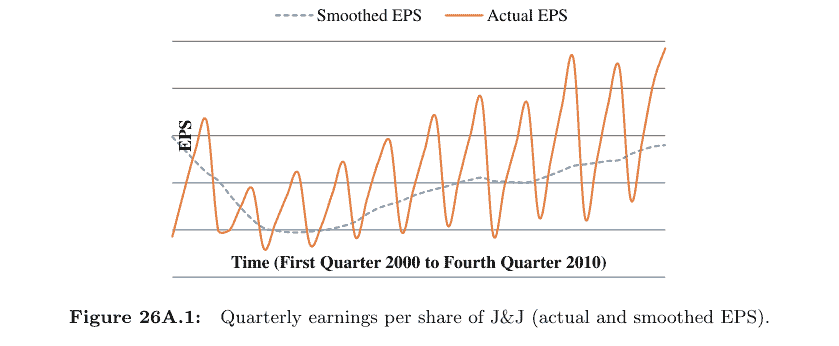 Smoothed EPS Actual EPS
EPS
Time (First Quarter 2000 to Fourth Quarter 2010)
Figure 26A.1: Quarterly earnings per share of J&J (actual and smoothed EPS).